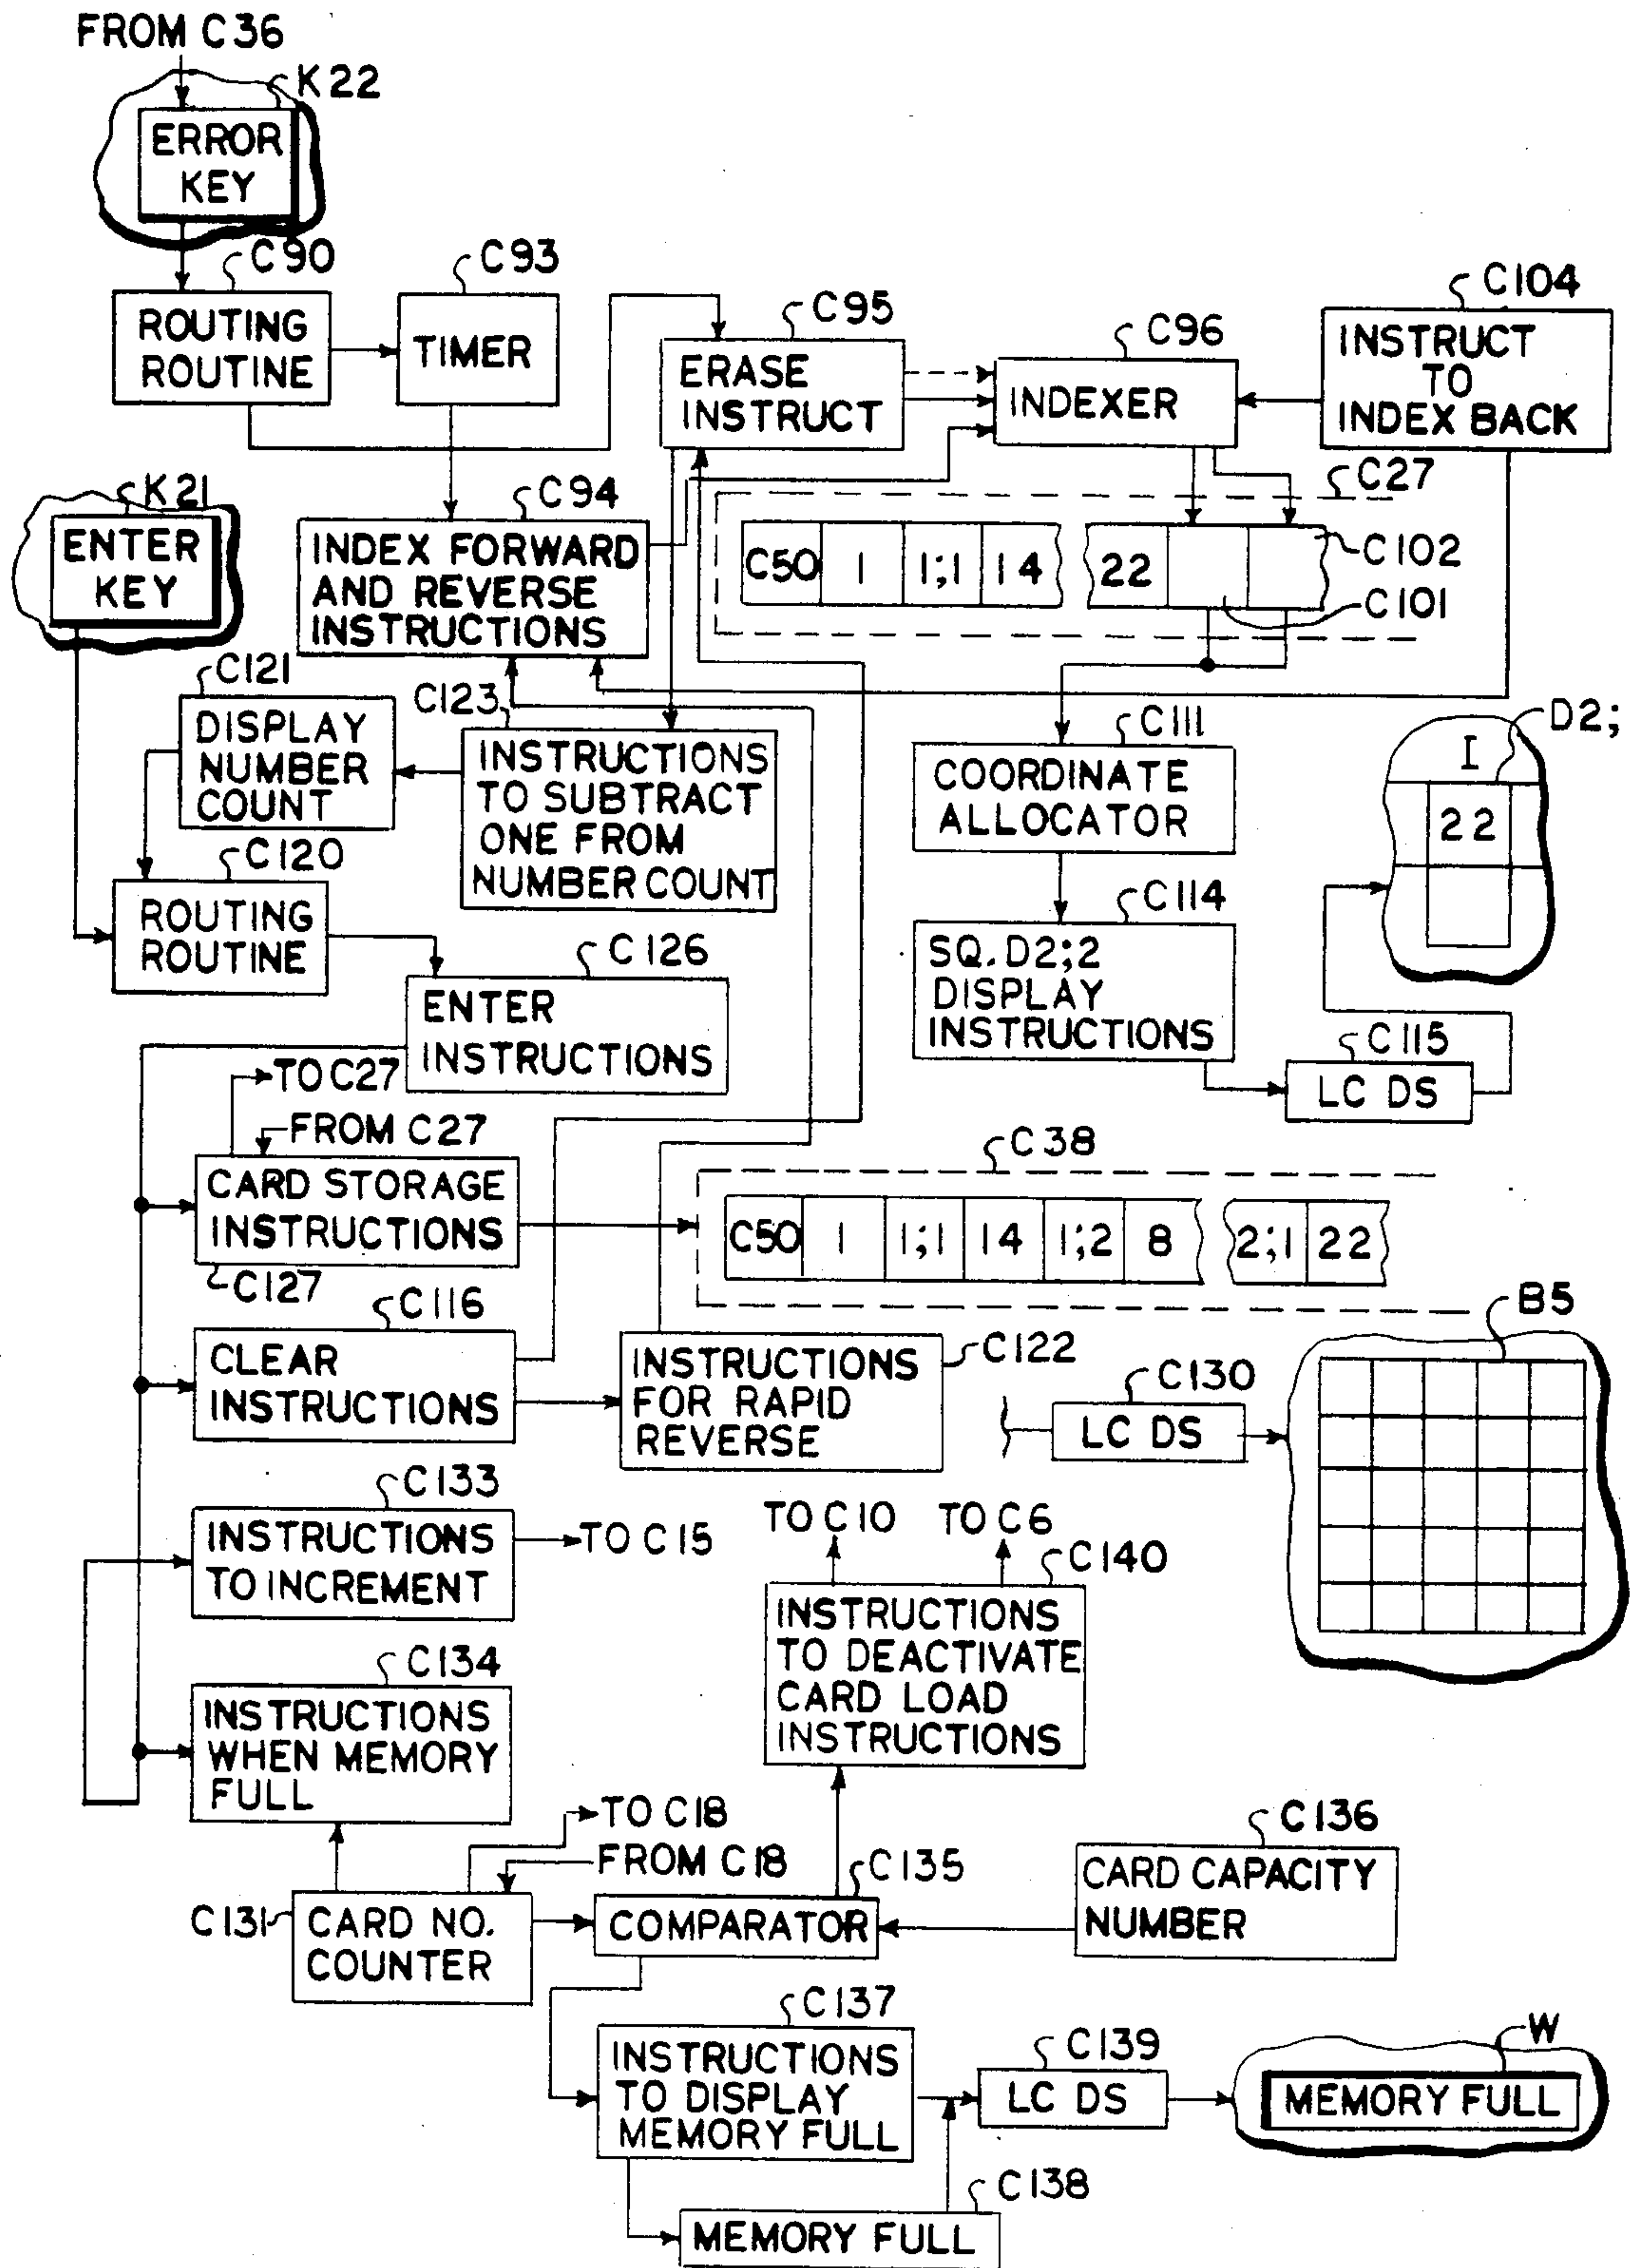 FROM C36
K22
ERROR
KEY
C90
ROUTING
ROUTINE
C93
TIMER
C95
ERASE
INSTRUCT
C96
INDEXER
C104
INSTRUCT
TO
INDEX BACK
K21
ENTER
KEY
C94
INDEX FORWARD
AND REVERSE
INSTRUCTIONS
C27
C50 1 1;1 14 22
C102
C101
C121
DISPLAY
NUMBER
COUNT
C123
INSTRUCTIONS
TO SUBTRACT
ONE FROM
NUMBER COUNT
C111
COORDINATE
ALLOCATOR
D2;
I
22
C120
ROUTING
ROUTINE
C114
SQ. D2;2
DISPLAY
INSTRUCTIONS
C126
ENTER
INSTRUCTIONS
C115
LC DS
TO C27
FROM C27
CARD STORAGE
INSTRUCTIONS
C127
C38
C50 1 1;1 14 1;2 8 2;1 22
C116
CLEAR
INSTRUCTIONS
C122
INSTRUCTIONS
FOR RAPID
REVERSE
C130
LC DS
B5
C133
INSTRUCTIONS
TO INCREMENT
TO C15
TO C10
TO C6
C140
INSTRUCTIONS
TO DEACTIVATE
CARD LOAD
INSTRUCTIONS
C134
INSTRUCTIONS
WHEN MEMORY
FULL
TO C18
FROM C18
C131
CARD NO.
COUNTER
C135
COMPARATOR
C136
CARD CAPACITY
NUMBER
C137
INSTRUCTIONS
TO DISPLAY
MEMORY FULL
C139
LC DS
W
MEMORY FULL
C138
MEMORY FULL